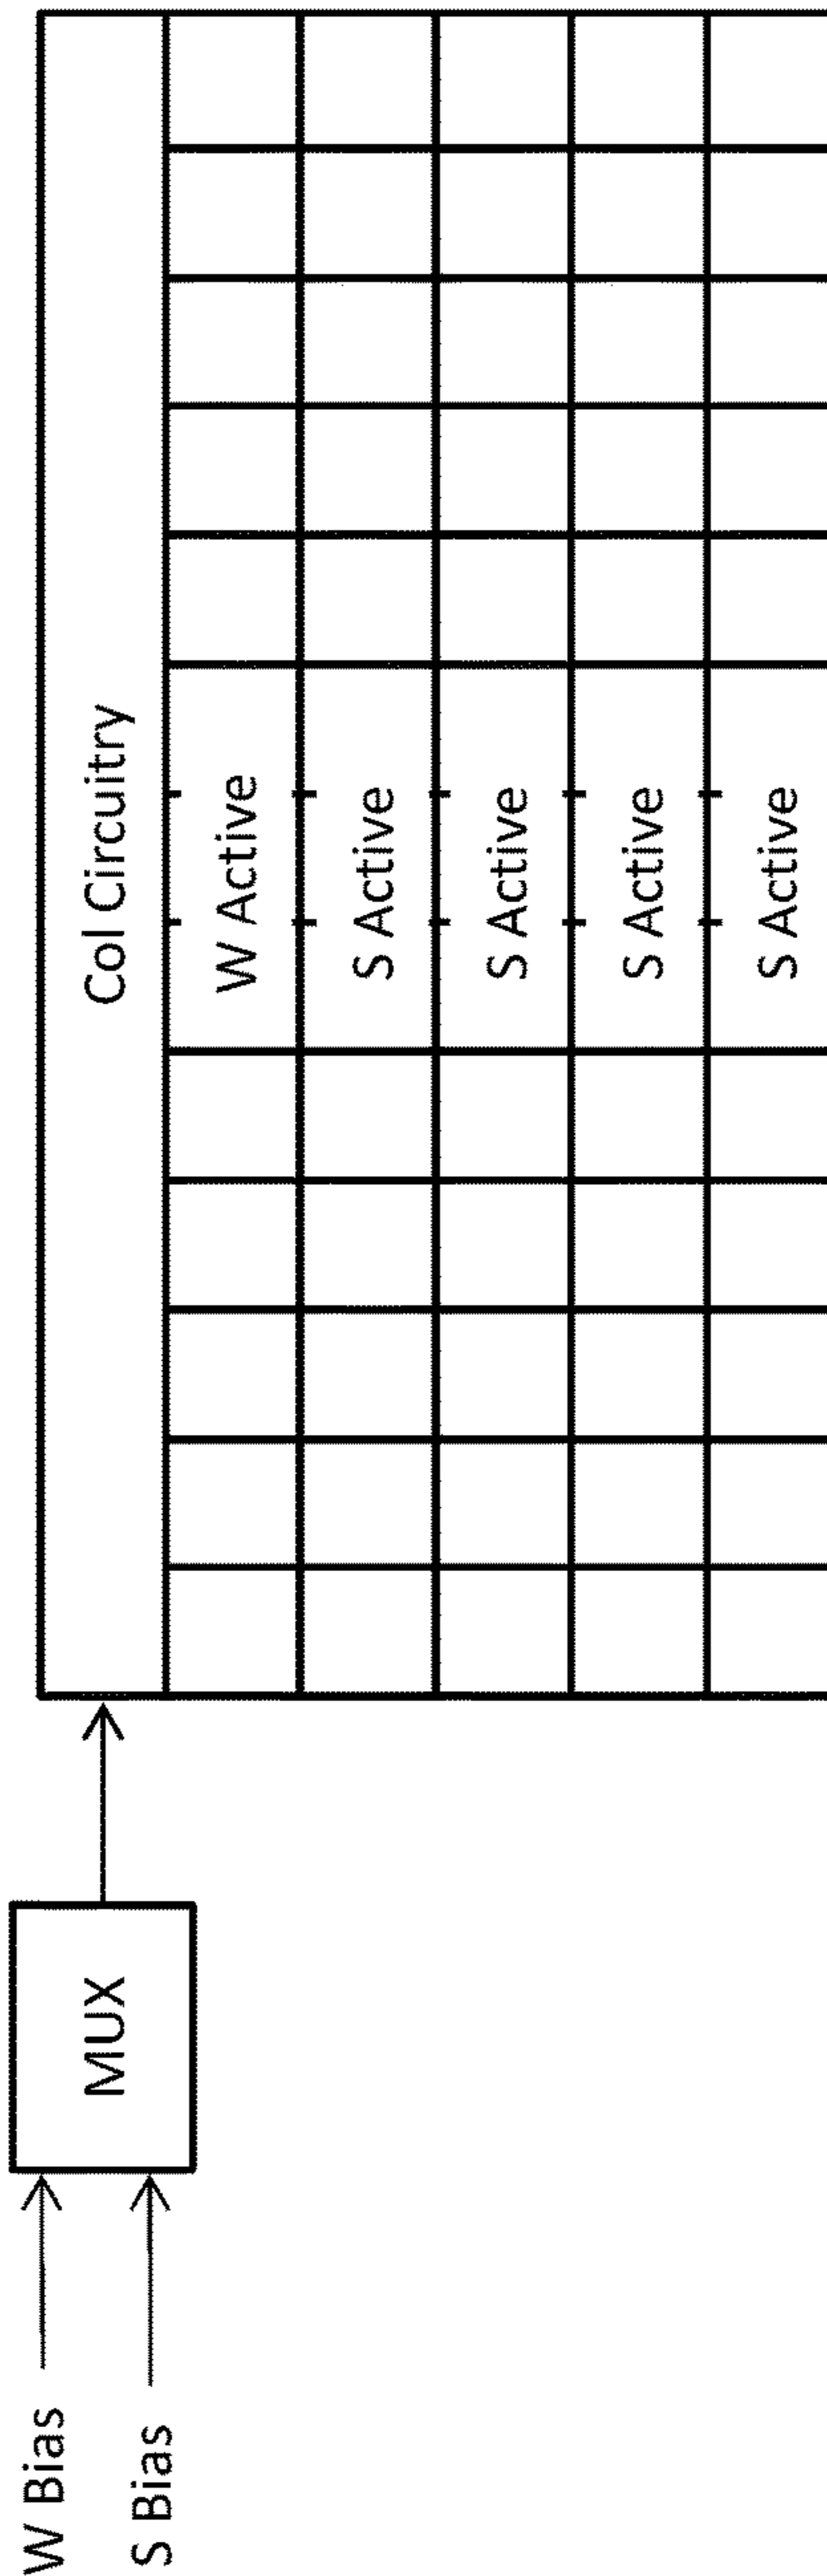 W Bias
S Bias
MUX
Col Circuitry
W Active
S Active
S Active
S Active
S Active